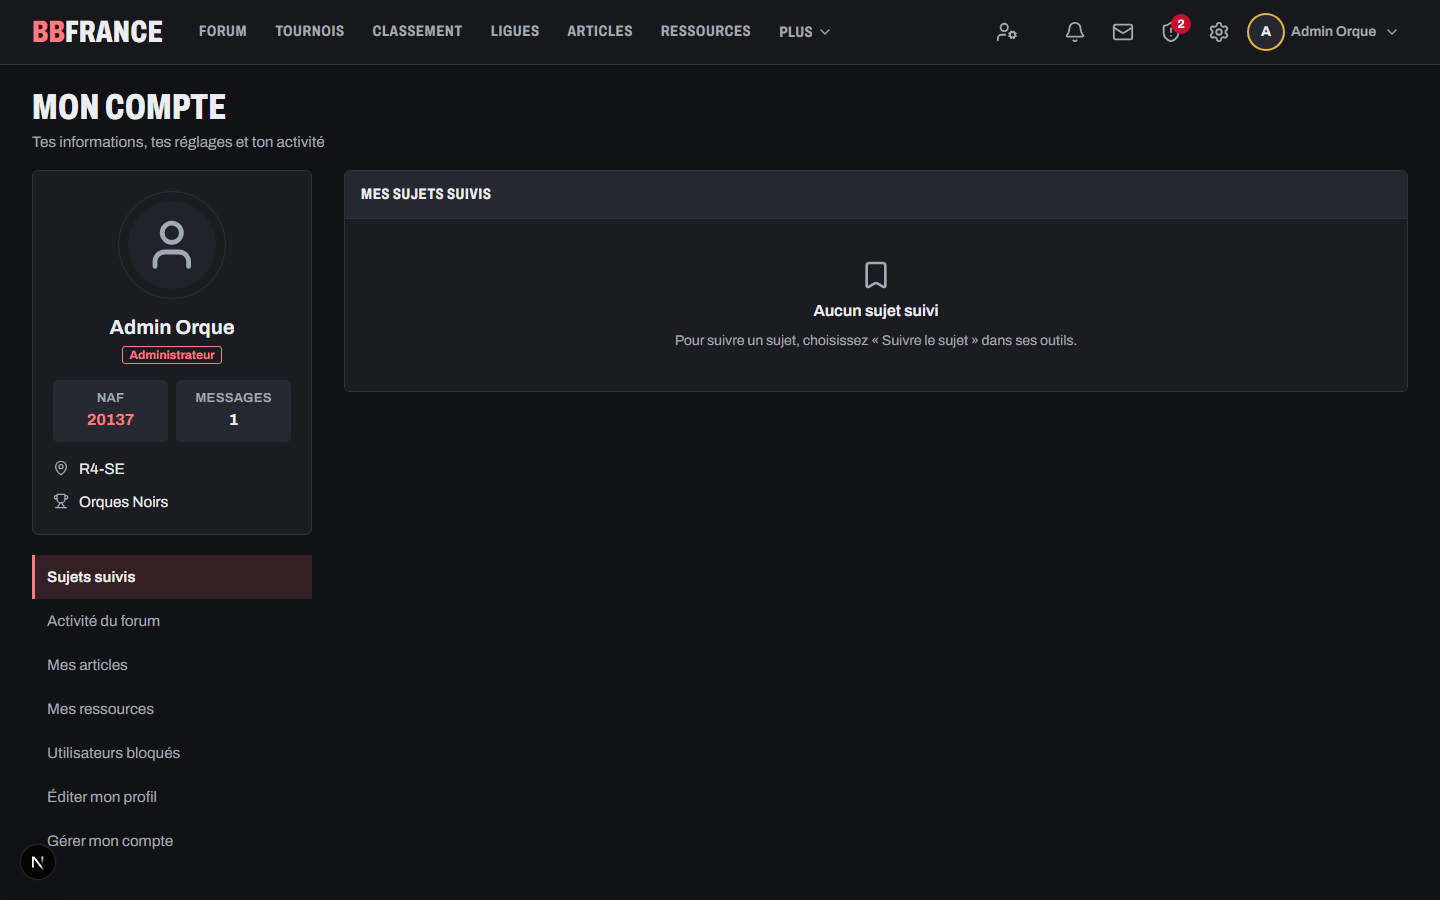 BBFRANCE FORUM TOURNOIS CLASSEMENT LIGUES ARTICLES RESSOURCES PLUS 2 A Admin Orque
MON COMPTE
Tes informations, tes réglages et ton activité
Admin Orque
Administrateur
NAF MESSAGES
20137 1
R4-SE
Orques Noirs
Sujets suivis
Activité du forum
Mes articles
Mes ressources
Utilisateurs bloqués
Éditer mon profil
Gérer mon compte
N
MES SUJETS SUIVIS
Aucun sujet suivi
Pour suivre un sujet, choisissez « Suivre le sujet » dans ses outils.